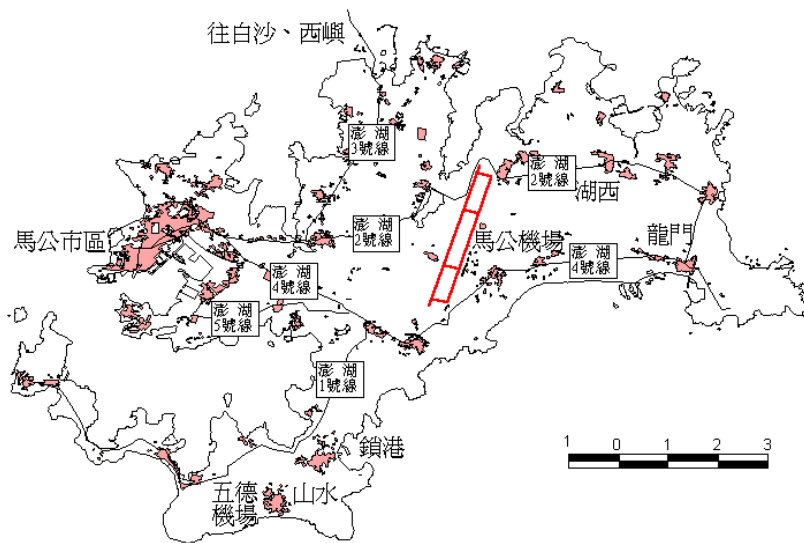 往白沙、西嶼
澎 湖
3號線
澎 湖
2號線
湖西
馬公市區
澎 湖
2號線
馬公機場
龍門
澎 湖
4號線
澎 湖
4號線
澎 湖
5號線
澎 湖
1號線
鎖港
1 0 1 2 3
五德
機場
山水